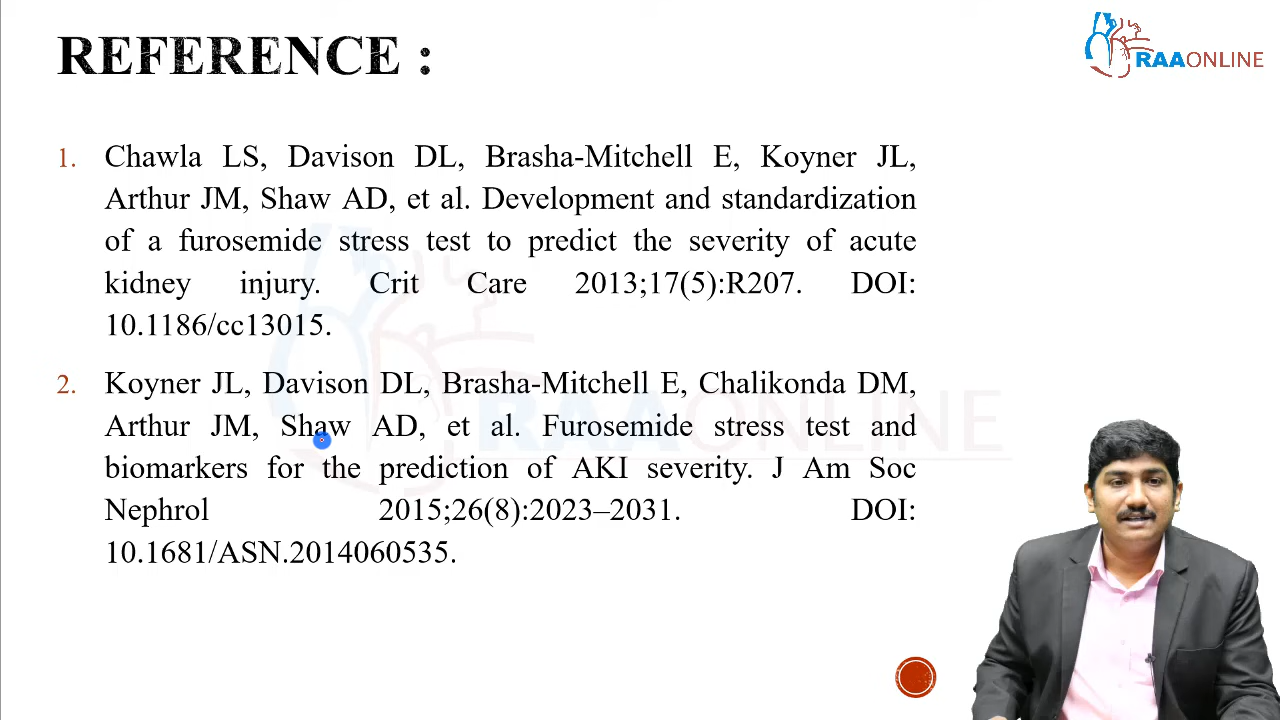 REFERENCE :
RAAONLINE
1. Chawla LS, Davison DL, Brasha-Mitchell E, Koyner JL,
Arthur JM, Shaw AD, et al. Development and standardization
of a furosemide stress test to predict the severity of acute
kidney injury. Crit Care 2013;17(5):R207. DOI:
10.1186/cc13015.
2. Koyner JL, Davison DL, Brasha-Mitchell E, Chalikonda DM,
Arthur JM, Shaw AD, et al. Furosemide stress test and
biomarkers for the prediction of AKI severity. J Am Soc
Nephrol 2015;26(8):2023–2031. DOI:
10.1681/ASN.2014060535.
RAAONLINE